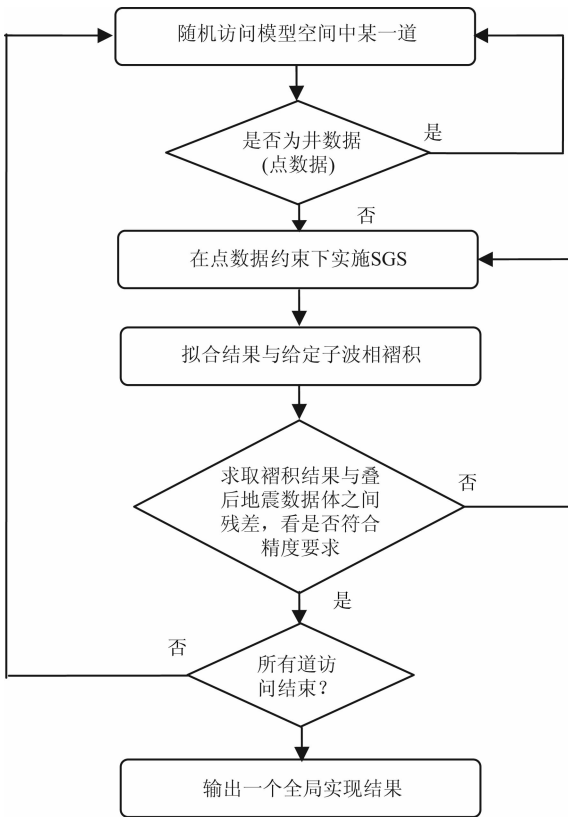 随机访问模型空间中某一道
是否为井数据
(点数据)
是
否
在点数据约束下实施SGS
拟合结果与给定子波相褶积
求取褶积结果与叠
后地震数据体之间
残差，看是否符合
精度要求
否
是
否
所有道访
问结束？
输出一个全局实现结果